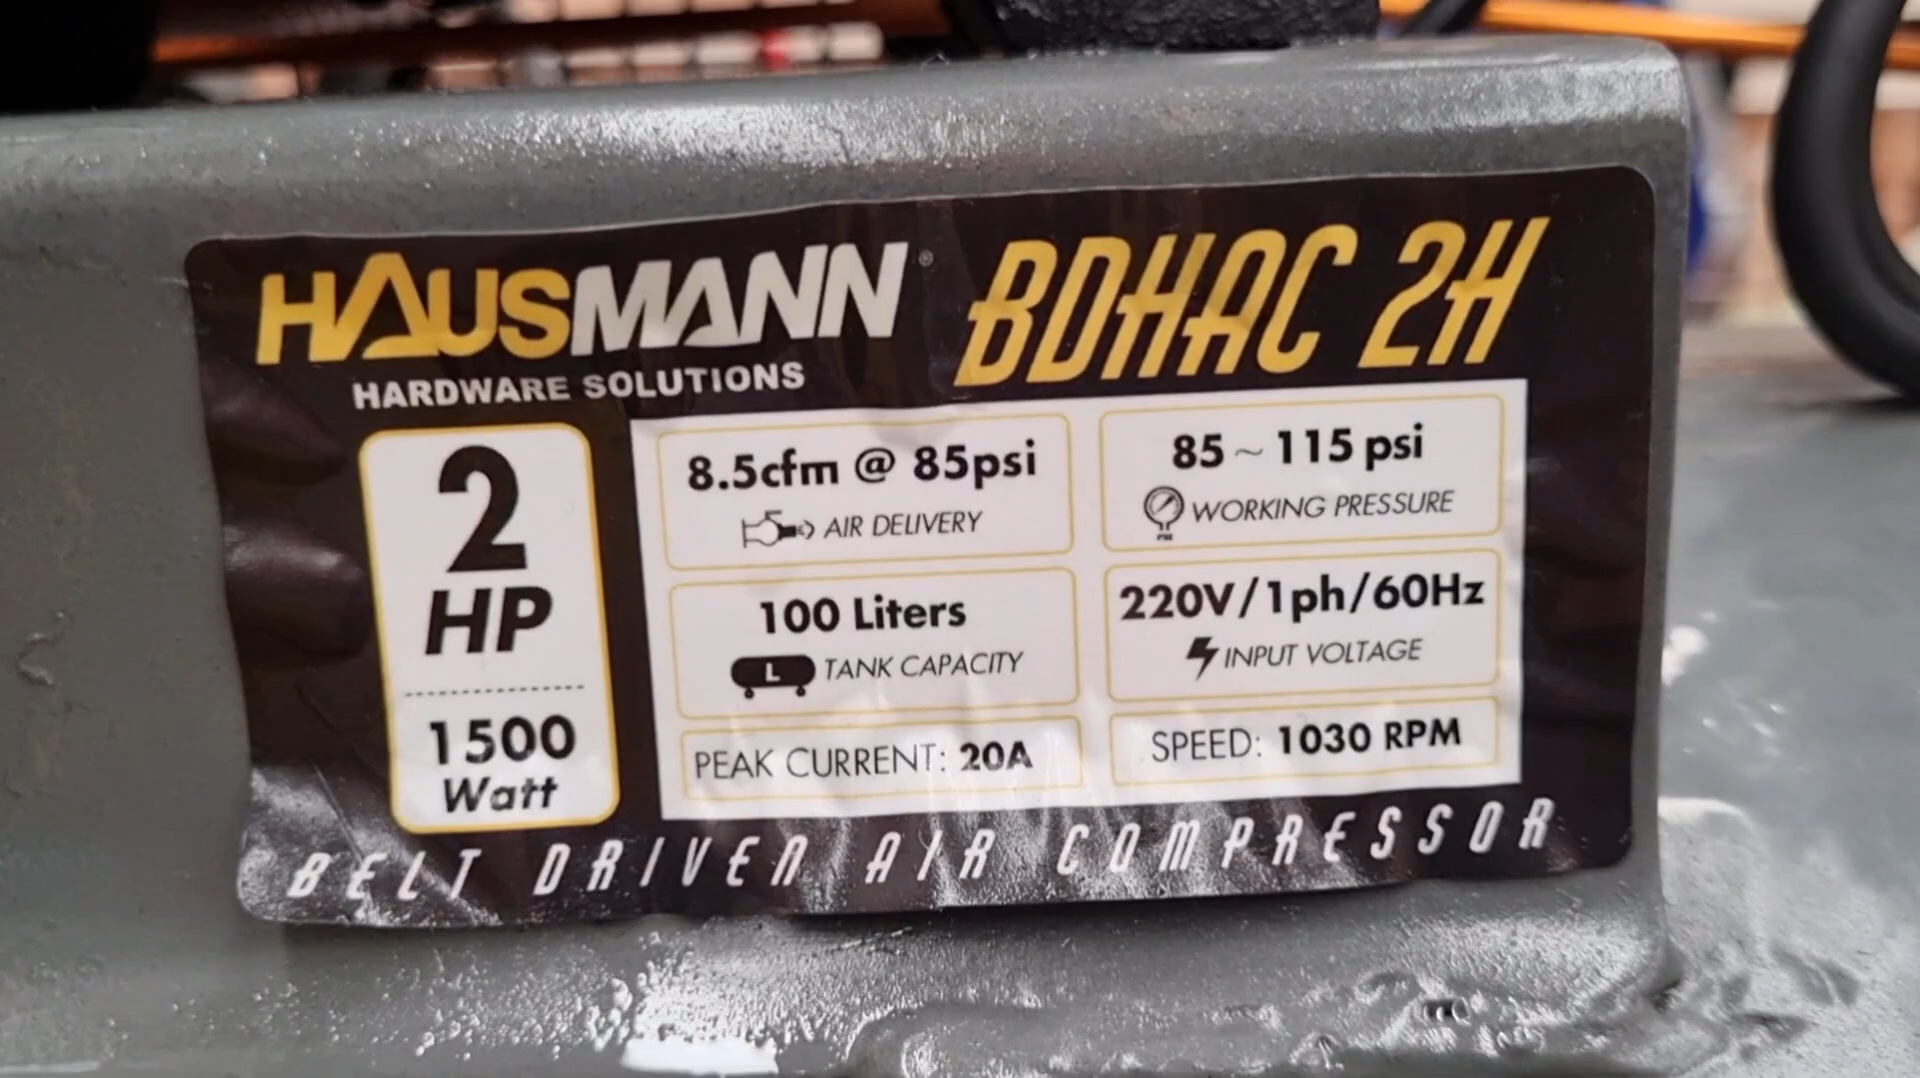 HAUSMANN®
HARDWARE SOLUTIONS
BDHAC 2H
2
HP
1500
Watt
8.5cfm @ 85psi
AIR DELIVERY
85 ~ 115 psi
PSI
WORKING PRESSURE
100 Liters
L
TANK CAPACITY
220V/1ph/60Hz
INPUT VOLTAGE
PEAK CURRENT: 20A
SPEED: 1030 RPM
BELT DRIVEN AIR COMPRESSOR